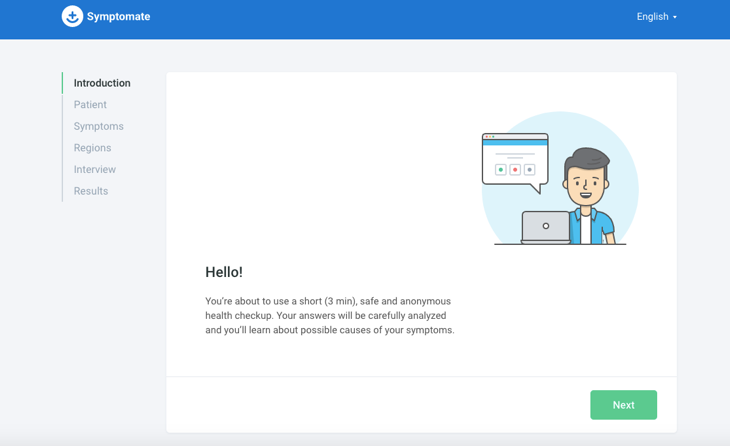 Symptomate
English
Introduction
Patient
Symptoms
Regions
Interview
Results
Hello!
You’re about to use a short (3 min), safe and anonymous
health checkup. Your answers will be carefully analyzed
and you’ll learn about possible causes of your symptoms.
Next